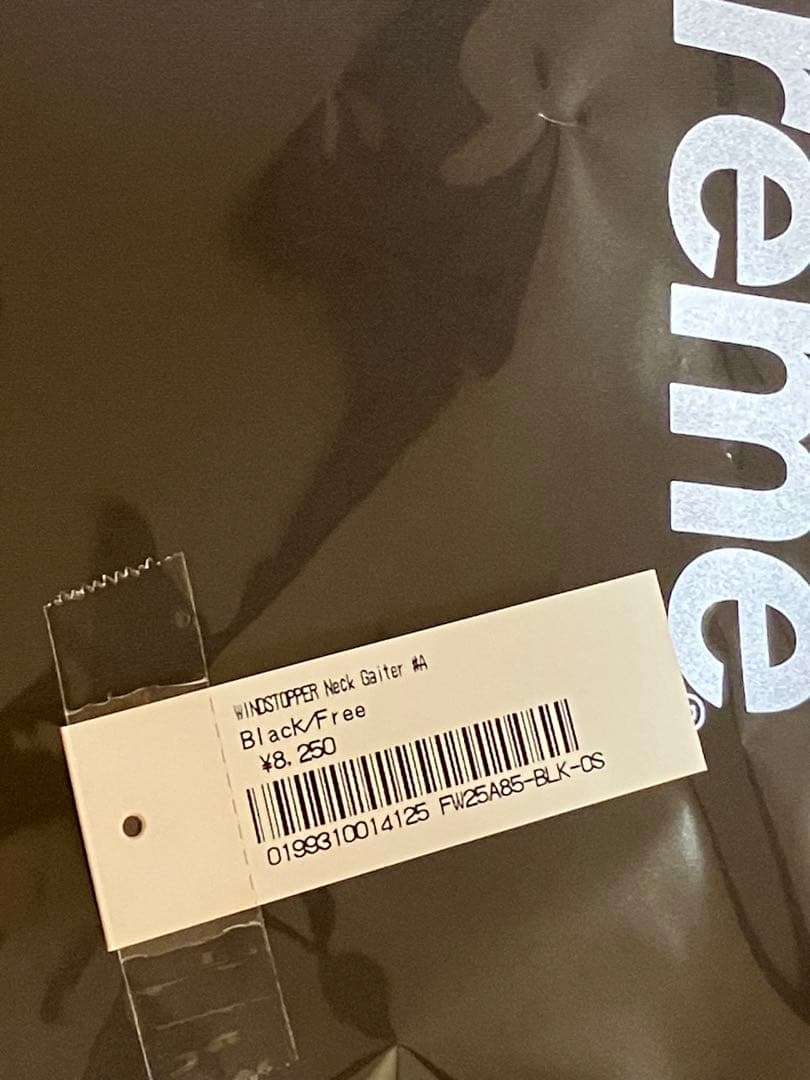 reme
®
WINDSTOPPER Neck Gaiter #A
Black/Free
¥8,250
0199310014125 FW25A85-BLK-OS